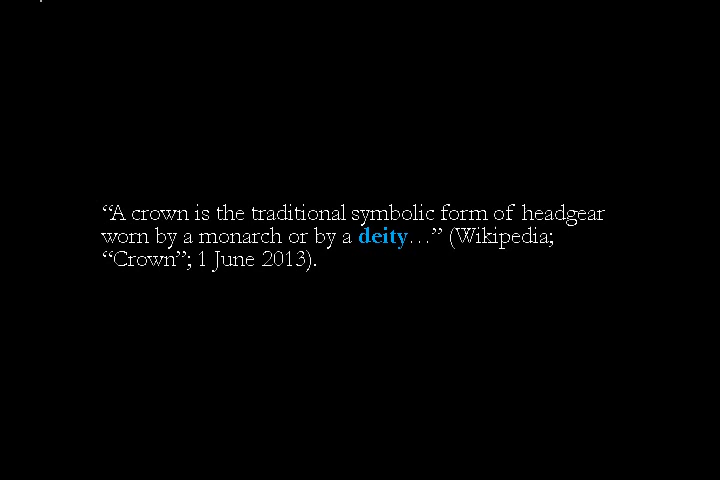 “A crown is the traditional symbolic form of headgear
worn by a monarch or by a deity…” (Wikipedia;
“Crown”; 1 June 2013).